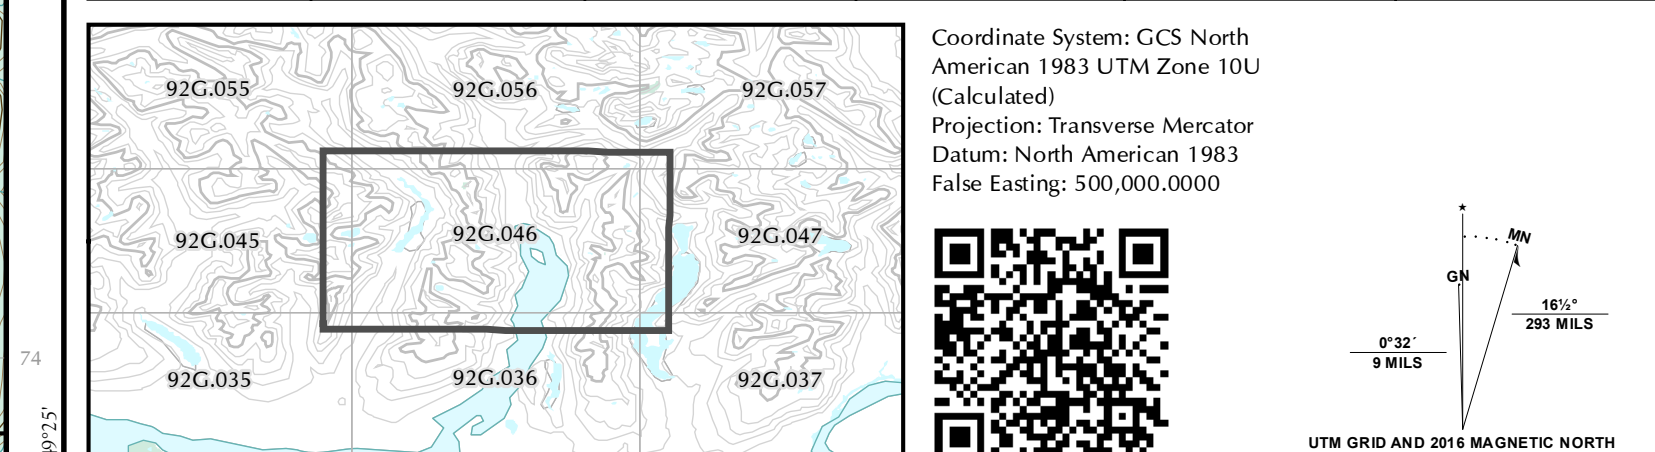 92G.055 92G.056 92G.057
92G.045 92G.046 92G.047
92G.035 92G.036 92G.037
74
49°25'
Coordinate System: GCS North
American 1983 UTM Zone 10U
(Calculated)
Projection: Transverse Mercator
Datum: North American 1983
False Easting: 500,000.0000
MN
GN
16½°
293 MILS
0°32´
9 MILS
UTM GRID AND 2016 MAGNETIC NORTH